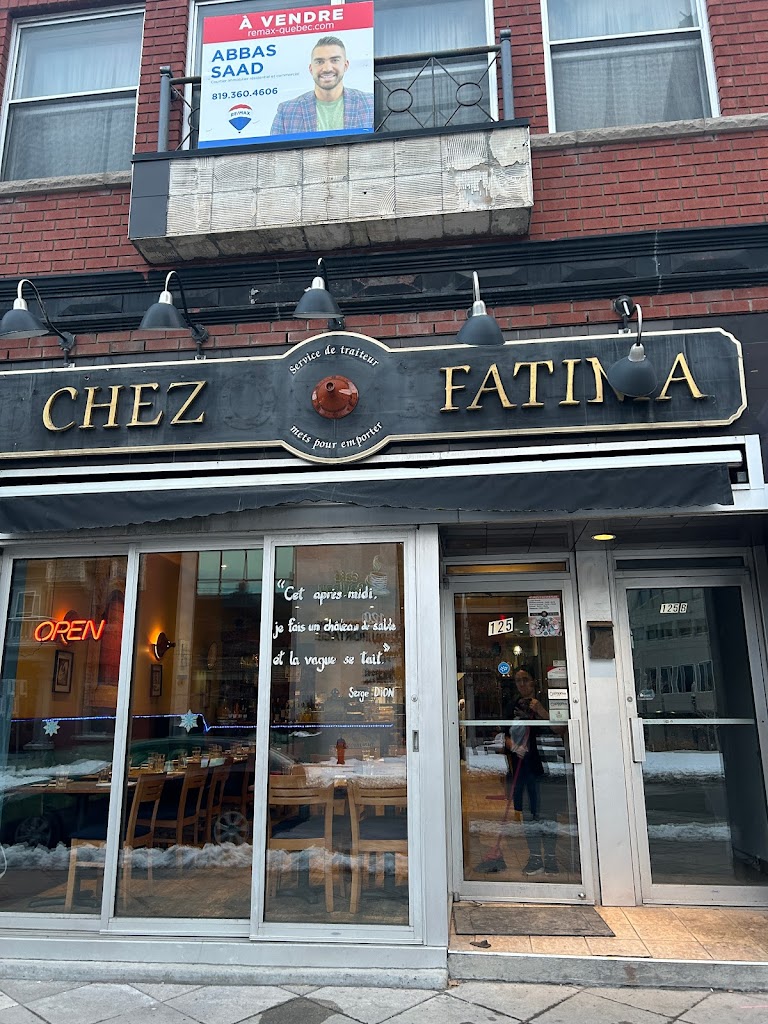 À VENDRE
remax-quebec.com
ABBAS
SAAD
819.360.4606
RE/MAX
Service de traiteur
CHEZ FATIMA
mets pour emporter
OPEN
"Cet après-midi,
je fais un château de sable
et la vague se tait."
Serge DION
125
125B